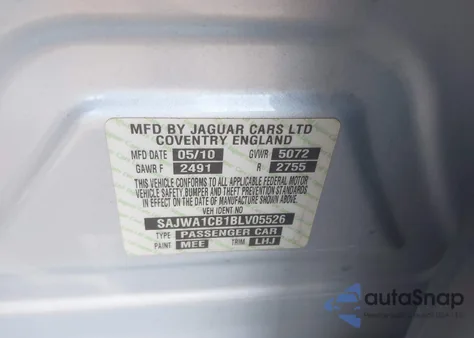 MFD BY JAGUAR CARS LTD
COVENTRY ENGLAND
MFD DATE 05/10 GVWR 5072
GAWR F 2491 R 2755
THIS VEHICLE CONFORMS TO ALL APPLICABLE FEDERAL MOTOR
VEHICLE SAFETY, BUMPER AND THEFT PREVENTION STANDARDS
IN EFFECT ON THE DATE OF MANUFACTURE SHOWN ABOVE
VEH IDENT NO
SAJWA1CB1BLV05526
TYPE PASSENGER CAR
PAINT MEE TRIM LHJ
autoSnap